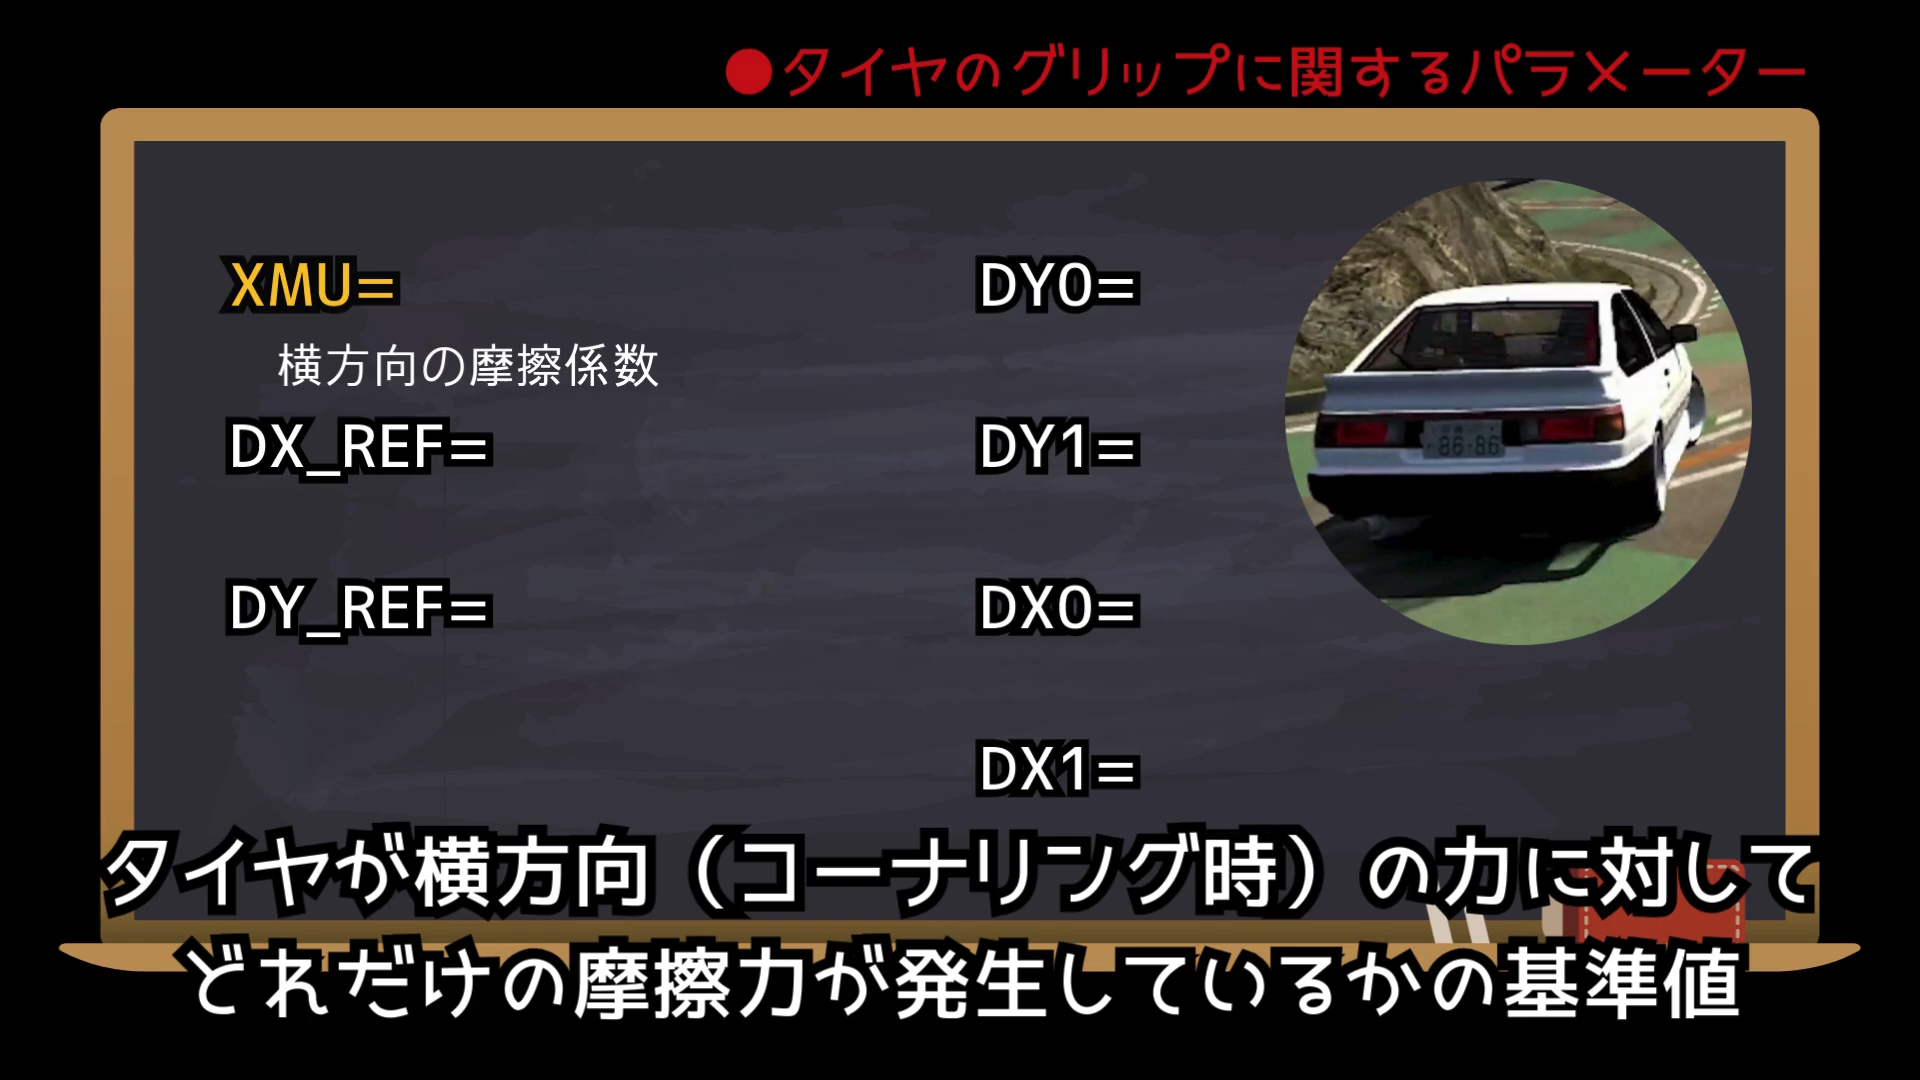 ●タイヤのグリップに関するパラメーター
XMU=
横方向の摩擦係数
DX_REF=
DY_REF=
DY0=
DY1=
DX0=
DX1=
86-86
タイヤが横方向（コーナリング時）の力に対して
どれだけの摩擦力が発生しているかの基準値